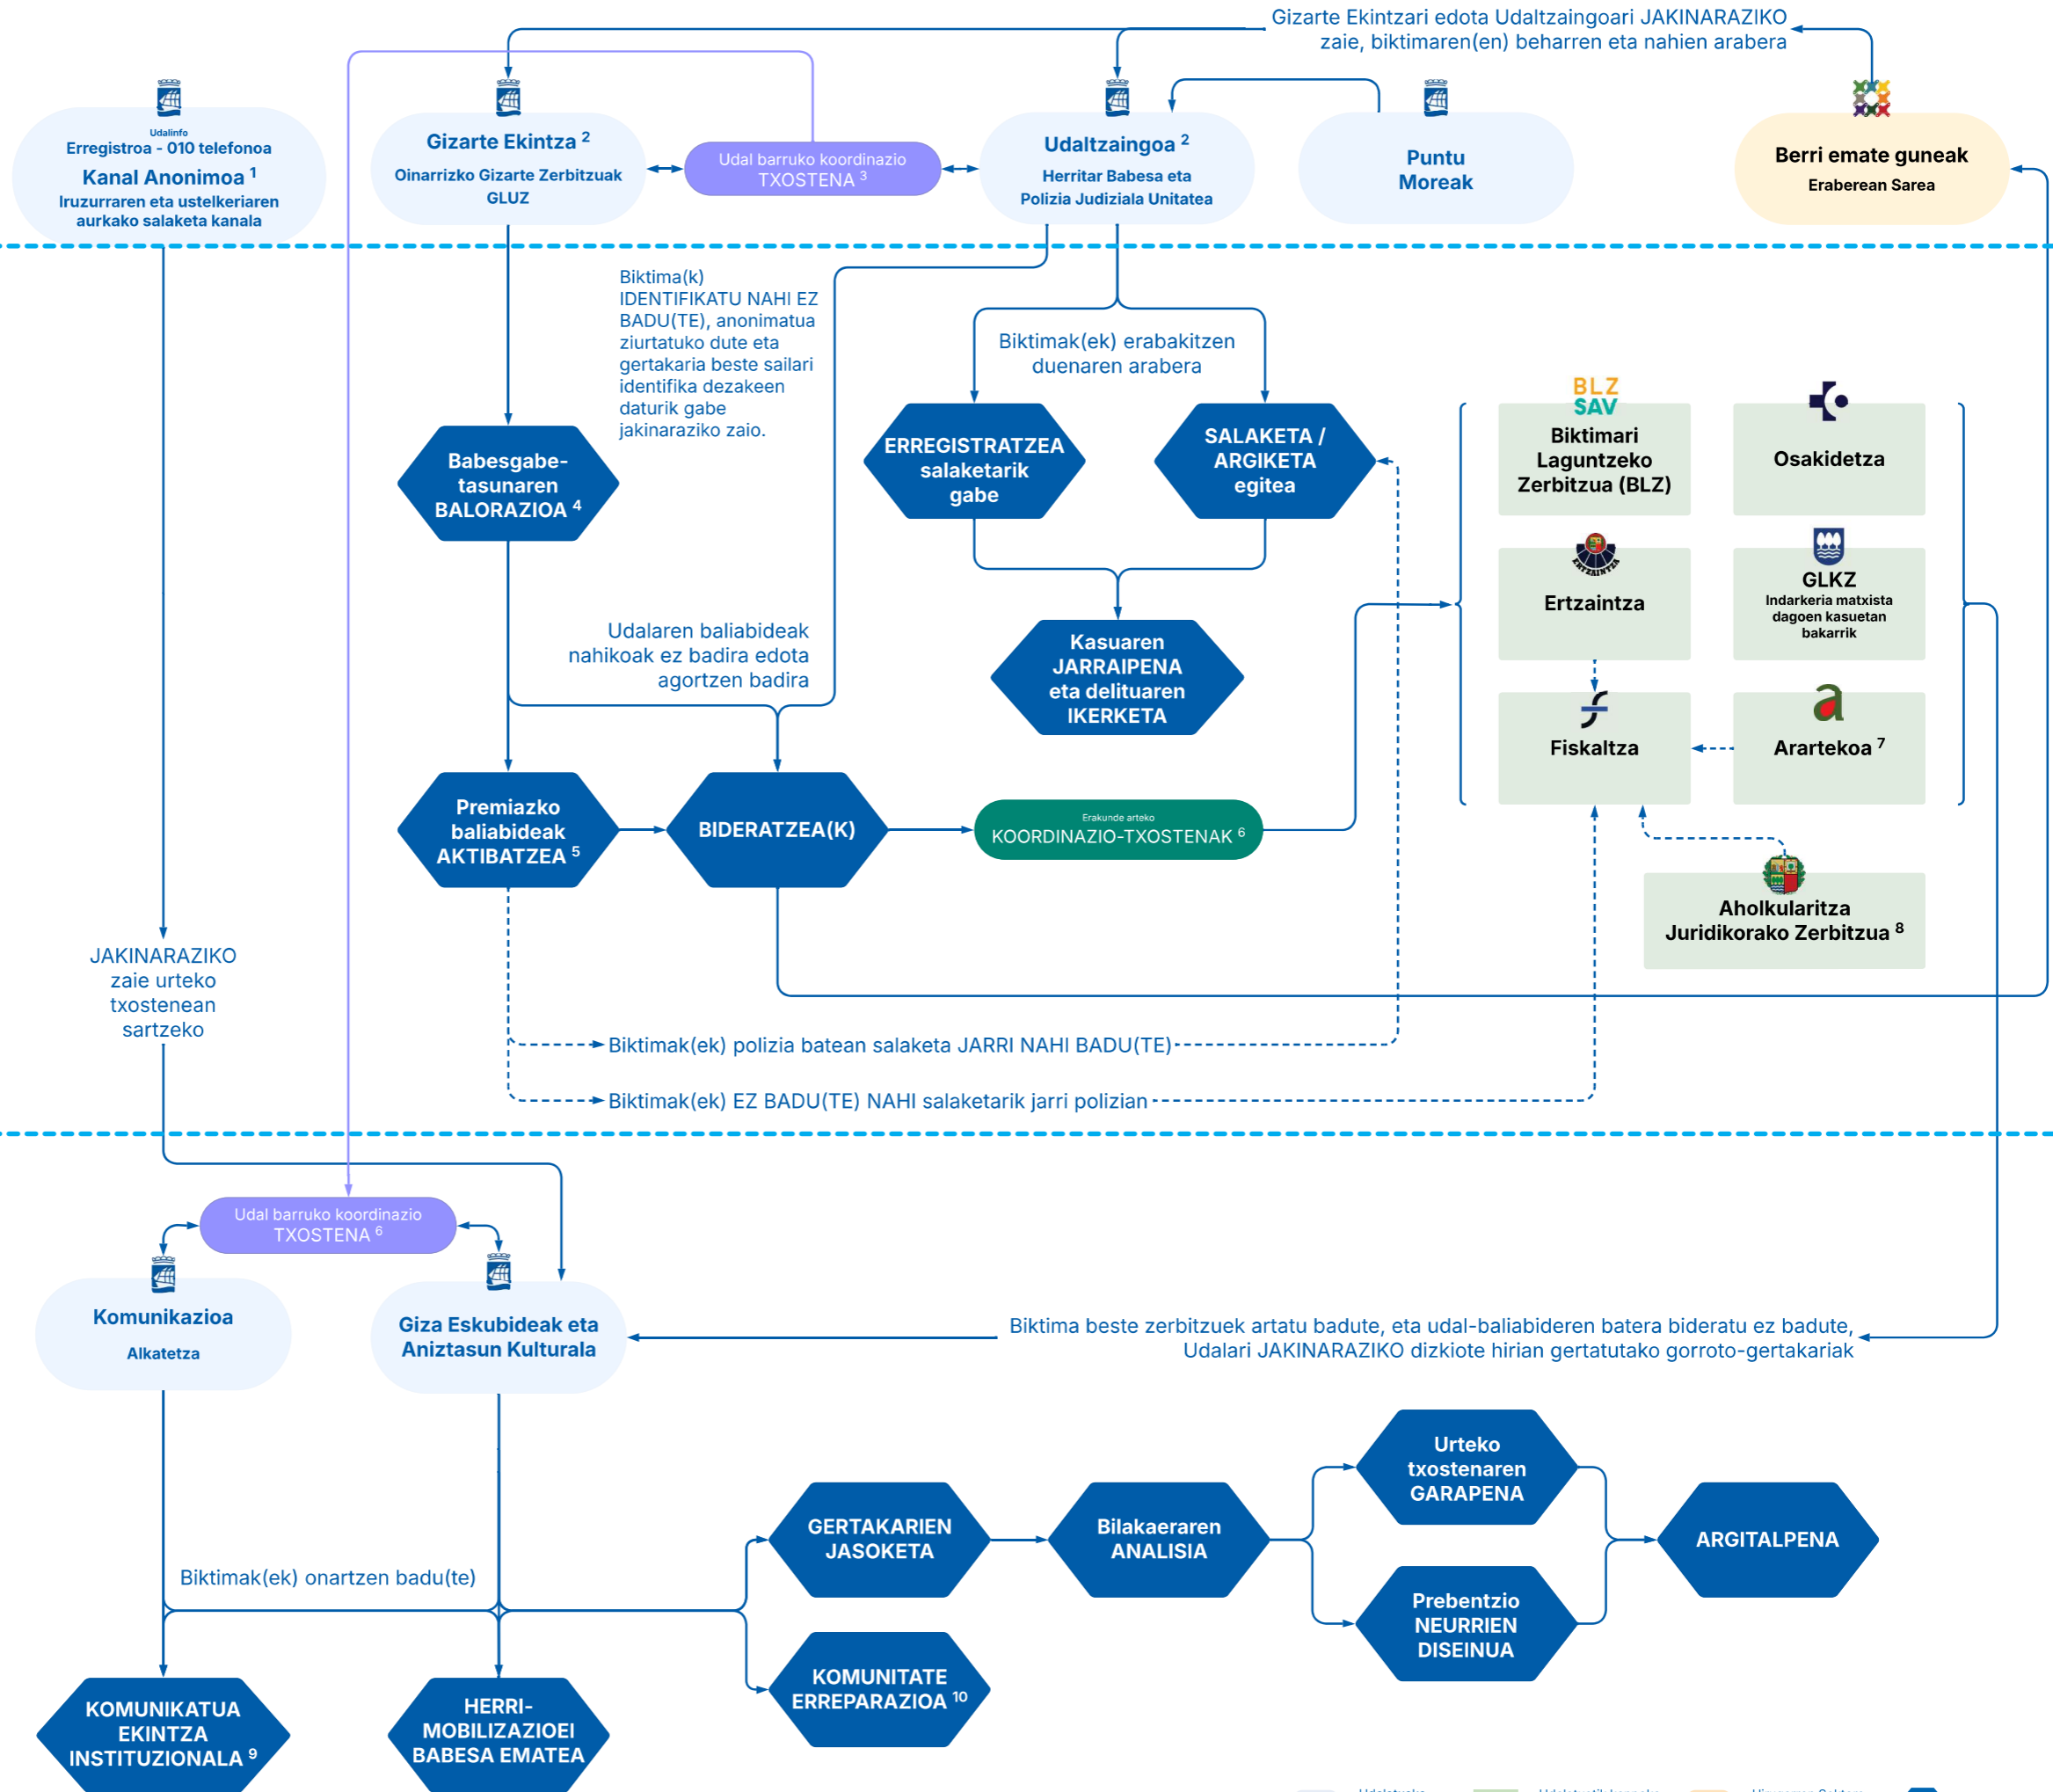 Gizarte Ekintzari edota Udaltzaingoari JAKINARAZIKO
zaie, biktimaren(en) beharren eta nahien arabera
Udalinfo
Erregistroa - 010 telefonoa
Kanal Anonimoa 1
Iruzurraren eta ustelkeriaren
aurkako salaketa kanala
Gizarte Ekintza 2
Oinarrizko Gizarte Zerbitzuak
GLUZ
Udal barruko koordinazio
TXOSTENA 3
Udaltzaingoa 2
Herritar Babesa eta
Polizia Judiziala Unitatea
Puntu
Moreak
Berri emate guneak
Eraberean Sarea
Biktima(k)
IDENTIFIKATU NAHI EZ
BADU(TE), anonimatua
ziurtatuko dute eta
gertakaria beste sailari
identifika dezakeen
daturik gabe
jakinaraziko zaio.
Biktimak(ek) erabakitzen
duenaren arabera
Babesgabe-
tasunaren
BALORAZIOA 4
ERREGISTRATZEA
salaketarik
gabe
SALAKETA /
ARGIKETA
egitea
BLZ
SAV
Biktimari
Laguntzeko
Zerbitzua (BLZ)
Osakidetza
ERTZAINTZA
Ertzaintza
GLKZ
Indarkeria matxista
dagoen kasuetan
bakarrik
Udalaren baliabideak
nahikoak ez badira edota
agortzen badira
Kasuaren
JARRAIPENA
eta delituaren
IKERKETA
Fiskaltza
a
Arartekoa 7
Premiazko
baliabideak
AKTIBATZEA 5
BIDERATZEA(K)
Erakunde arteko
KOORDINAZIO-TXOSTENAK 6
Aholkularitza
Juridikorako Zerbitzua 8
JAKINARAZIKO
zaie urteko
txostenean
sartzeko
Biktimak(ek) polizia batean salaketa JARRI NAHI BADU(TE)
Biktimak(ek) EZ BADU(TE) NAHI salaketarik jarri polizian
Udal barruko koordinazio
TXOSTENA 6
Komunikazioa
Alkatetza
Giza Eskubideak eta
Aniztasun Kulturala
Biktima beste zerbitzuek artatu badute, eta udal-baliabideren batera bideratu ez badute,
Udalari JAKINARAZIKO dizkiote hirian gertatutako gorroto-gertakariak
Biktimak(ek) onartzen badu(te)
GERTAKARIEN
JASOKETA
Bilakaeraren
ANALISIA
Urteko
txostenaren
GARAPENA
Prebentzio
NEURRIEN
DISEINUA
ARGITALPENA
KOMUNITATE
ERREPARAZIOA 10
KOMUNIKATUA
EKINTZA
INSTITUZIONALA 9
HERRI-
MOBILIZAZIOEI
BABESA EMATEA